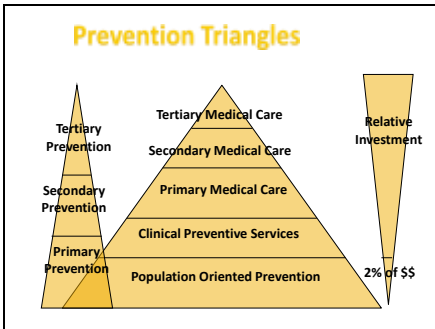 Prevention Triangles
Tertiary
Prevention
Secondary
Prevention
Primary
Prevention
Tertiary Medical Care
Secondary Medical Care
Primary Medical Care
Clinical Preventive Services
Population Oriented Prevention
Relative
Investment
2% of $$